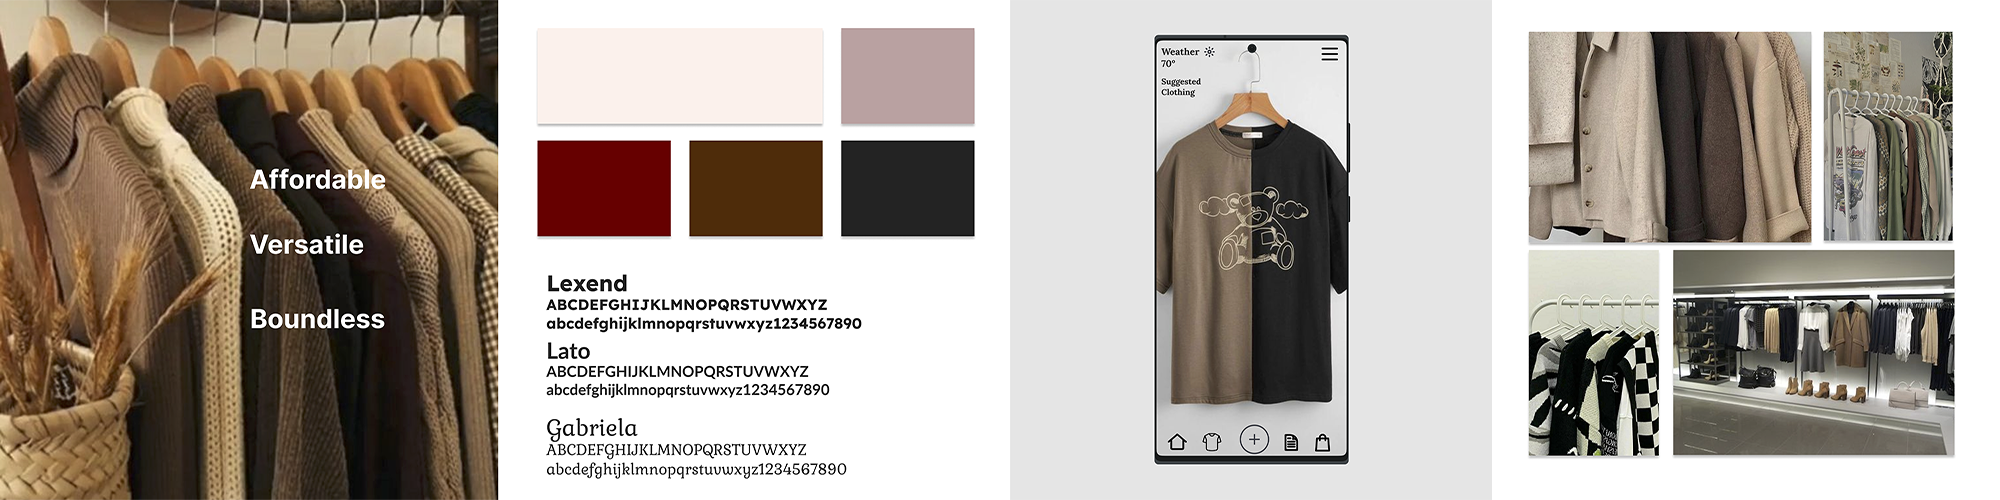 Affordable
Versatile
Boundless
Lexend
ABCDEFGHIJKLMNOPQRSTUVWXYZ
abcdefghijklmnopqrstuvwxyz1234567890
Lato
ABCDEFGHIJKLMNOPQRSTUVWXYZ
abcdefghijklmnopqrstuvwxyz1234567890
Gabriela
ABCDEFGHIJKLMNOPQRSTUVWXYZ
abcdefghijklmnopqrstuvwxyz1234567890
Weather
70°
Suggested
Clothing